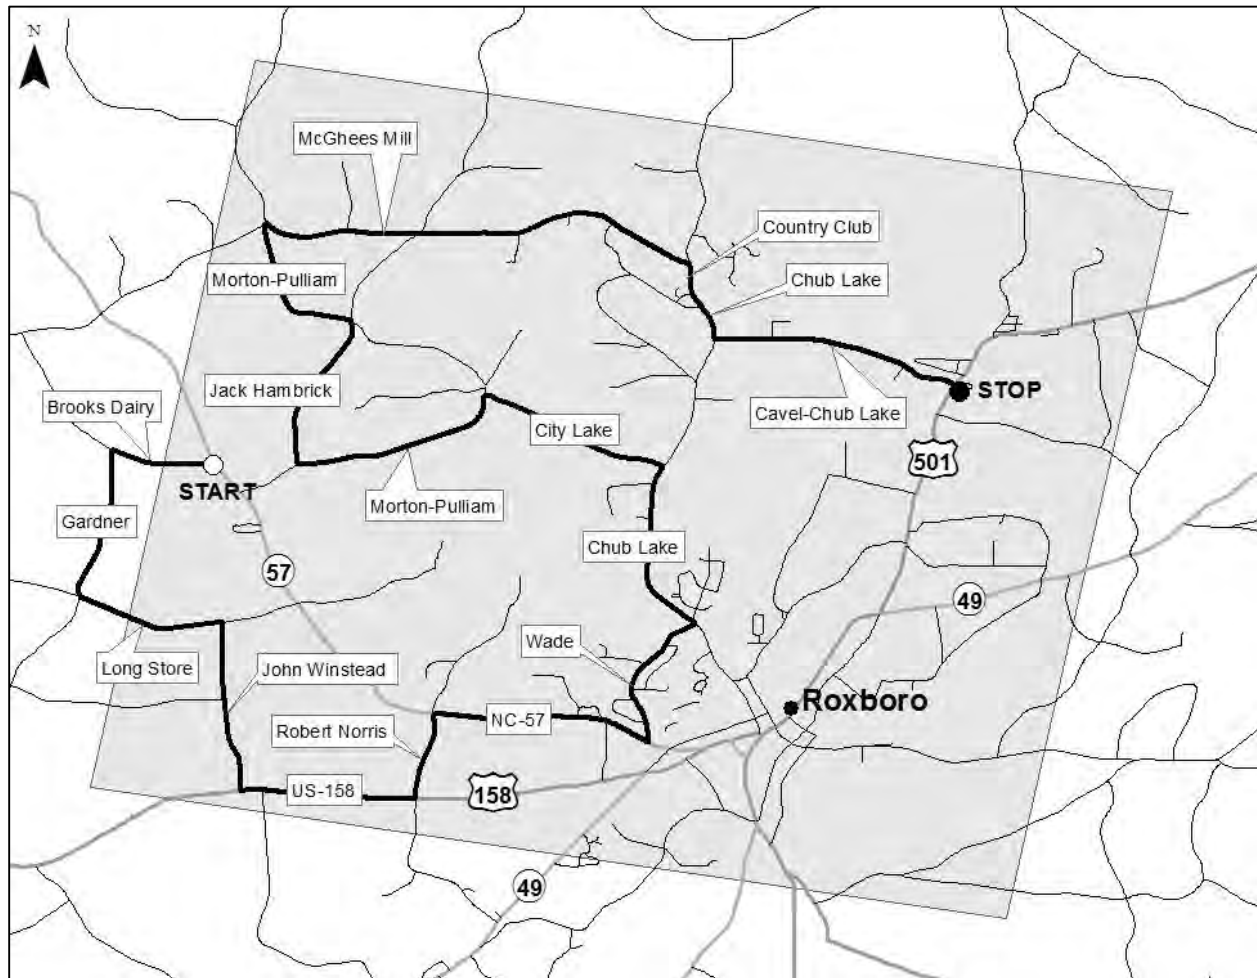 N
McGhees Mill
Country Club
Morton-Pulliam
Chub Lake
Jack Hambrick
STOP
Brooks Dairy
Cavel-Chub Lake
City Lake
501
START
Morton-Pulliam
Gardner
Chub Lake
57
49
Wade
Long Store
John Winstead
Roxboro
NC-57
Robert Norris
US-158
158
49